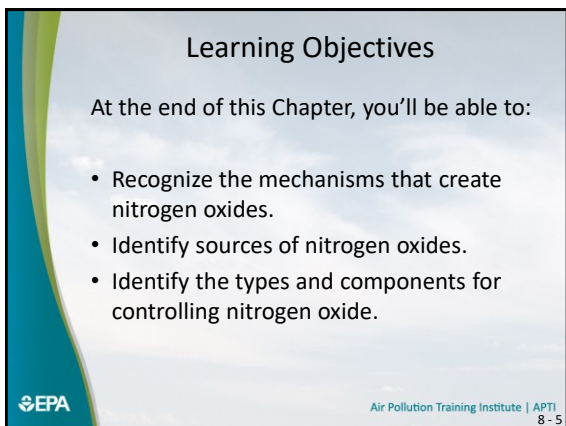 Learning Objectives
At the end of this Chapter, you’ll be able to:
• Recognize the mechanisms that create
nitrogen oxides.
• Identify sources of nitrogen oxides.
• Identify the types and components for
controlling nitrogen oxide.
EPA
Air Pollution Training Institute | APTI
8 - 5